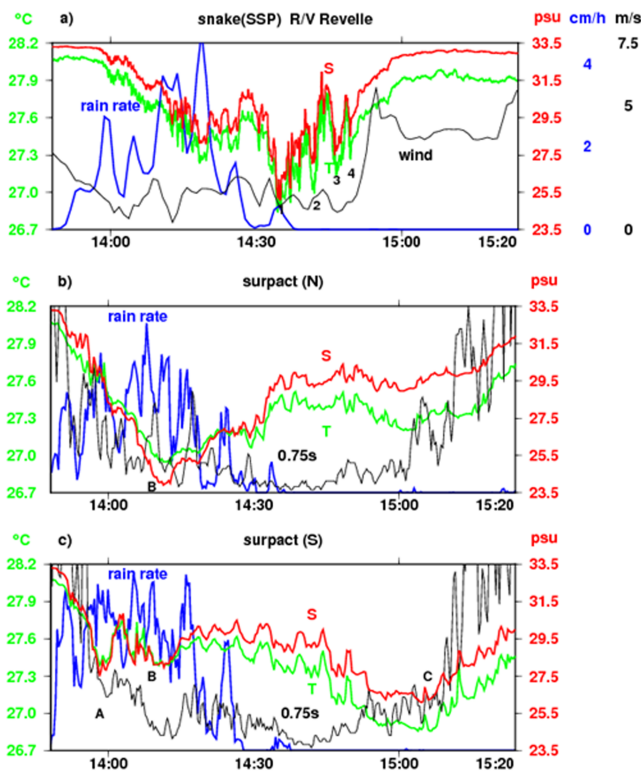 °C snake(SSP) R/V Revelle psu cm/h m/s
28.2 a) 33.5 7.5
27.9 31.5 4
27.6 rain rate S 29.5 5
27.3 T 27.5 2
27.0 3 4 wind 25.5
26.7 1 2 23.5 0 0
14:00 14:30 15:00 15:20
°C b) surpact (N) psu
28.2 rain rate 33.5
27.9 S 31.5
27.6 29.5
27.3 T 27.5
27.0 0.75s 25.5
26.7 B 23.5
14:00 14:30 15:00 15:20
°C c) surpact (S) psu
28.2 rain rate 33.5
27.9 31.5
27.6 S 29.5
27.3 B T C 27.5
27.0 A 0.75s 25.5
26.7 23.5
14:00 14:30 15:00 15:20